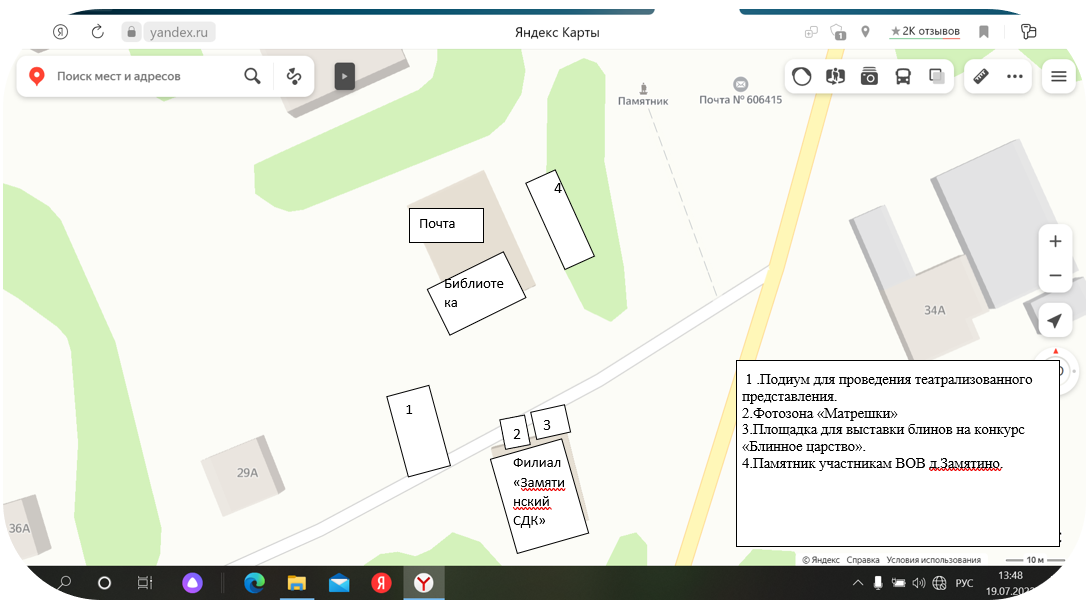 yandex.ru
Яндекс Карты
2К отзывов
Поиск мест и адресов
1
Памятник
Почта № 606415
4
Почта
Библиоте
ка
34А
1
2
3
Филиал
«Замяти
нский
СДК»
29А
36А
1 .Подиум для проведения театрализованного
представления.
2.Фотозона «Матрешки»
3.Площадка для выставки блинов на конкурс
«Блинное царство».
4.Памятник участникам ВОВ д.Замятино.
© Яндекс Справка Условия использования
10 м
РУС
13:48